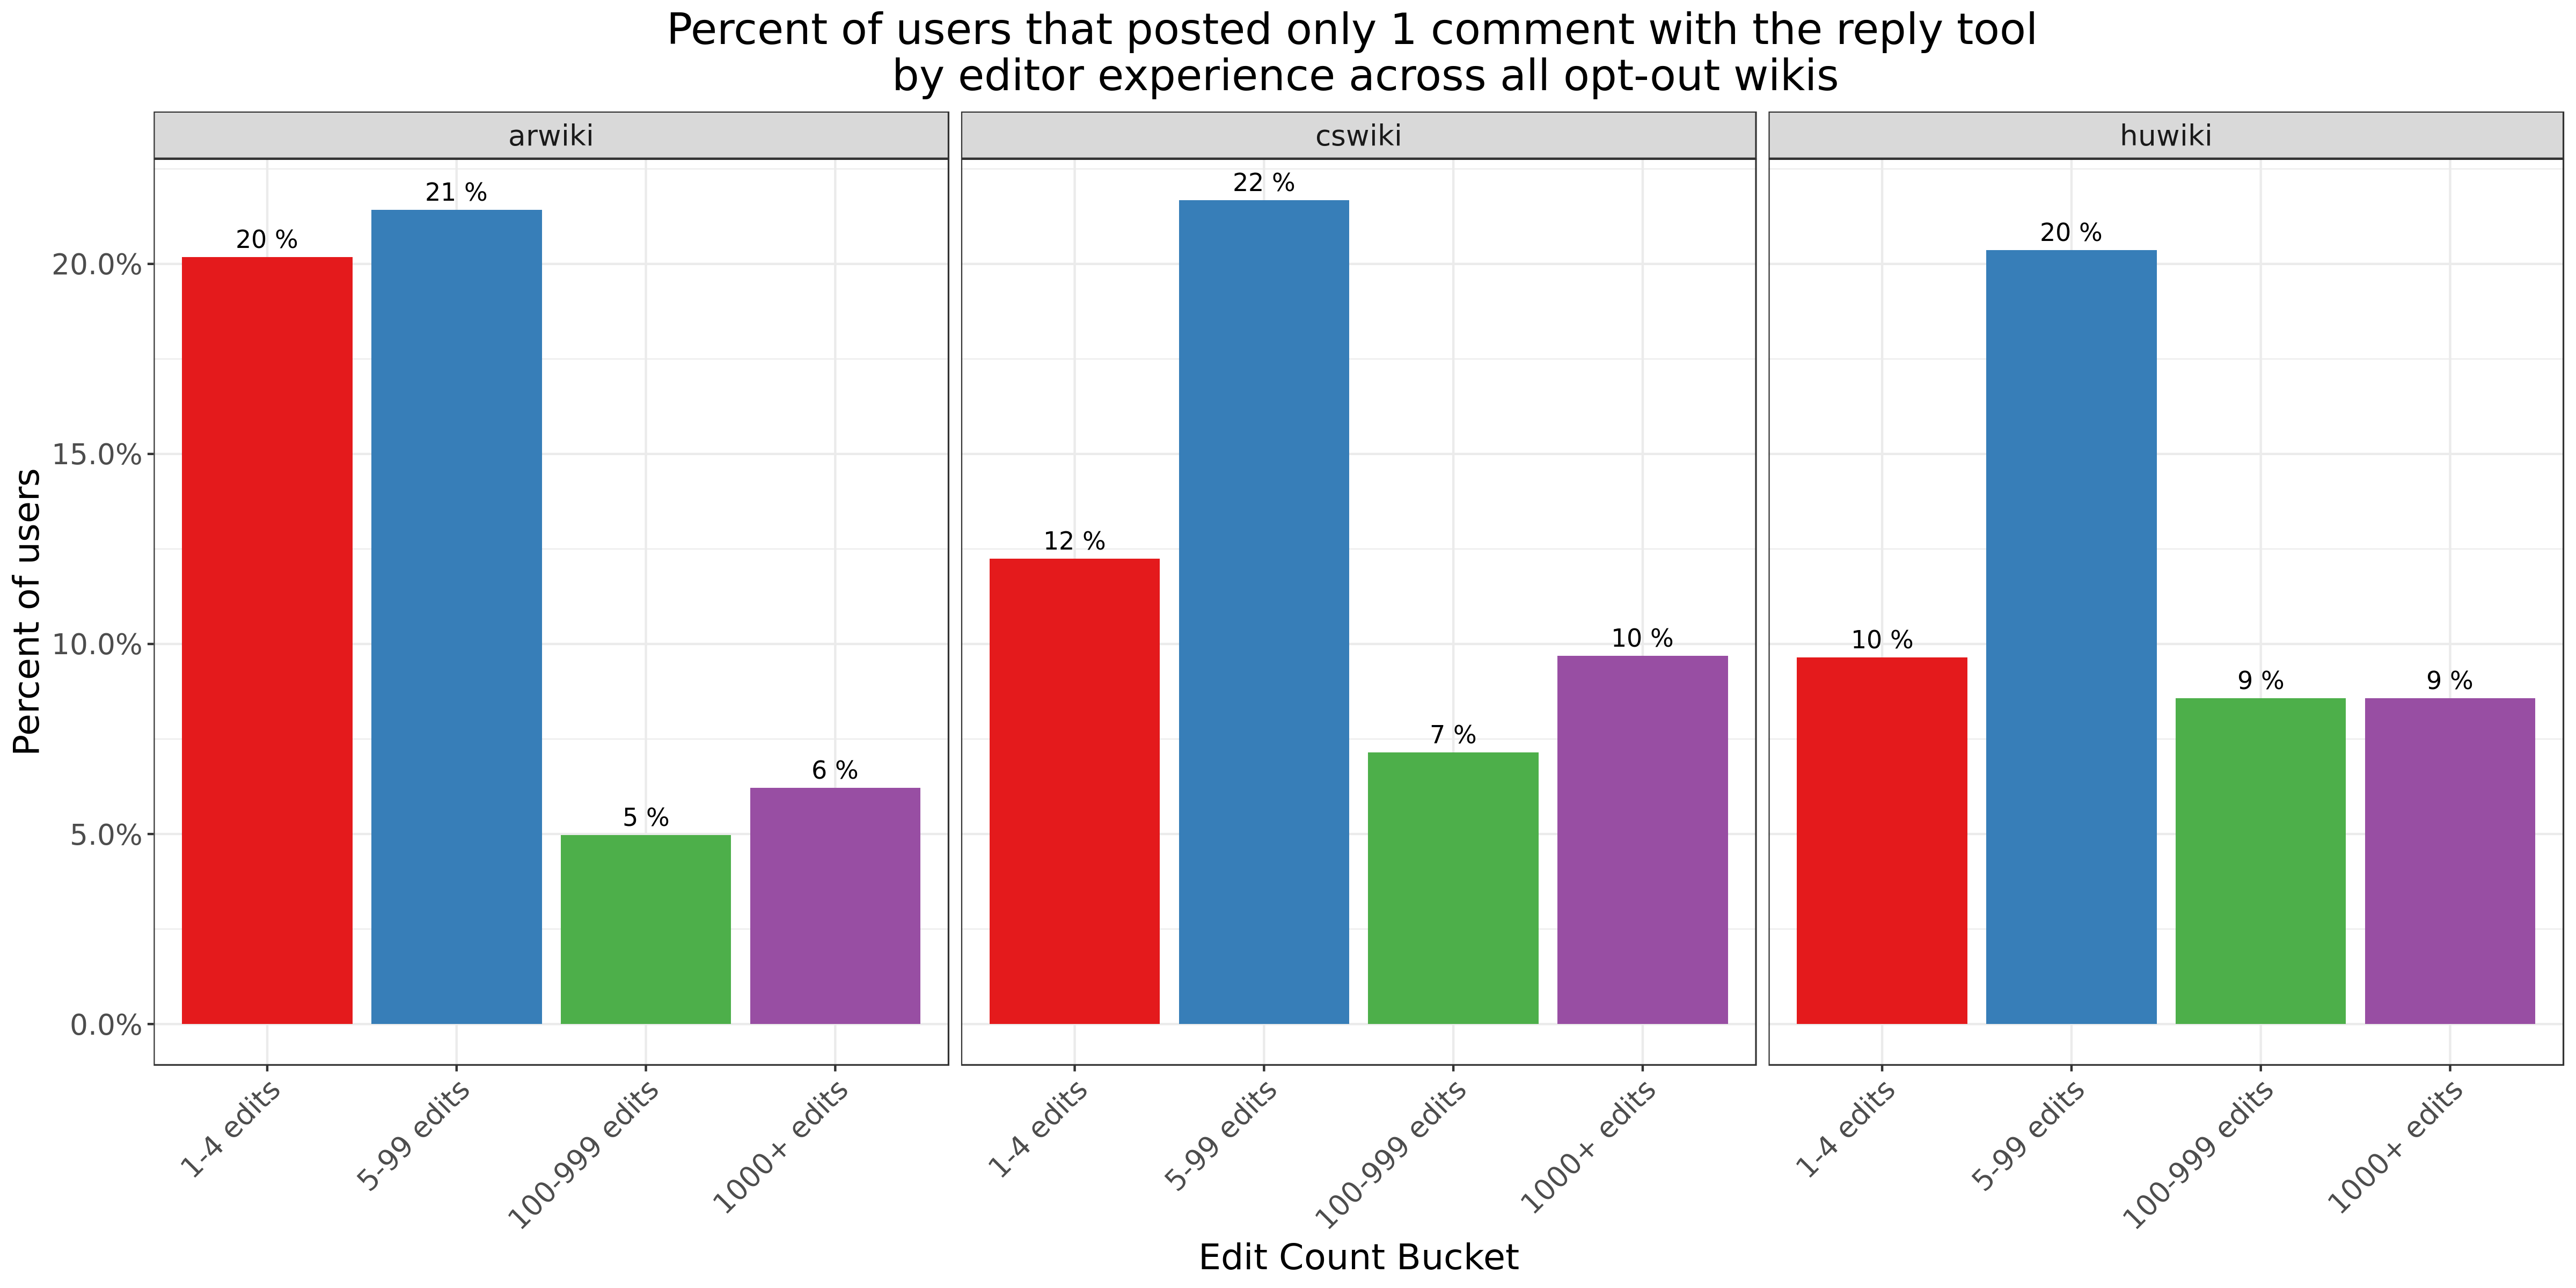 Percent of users that posted only 1 comment with the reply tool
by editor experience across all opt-out wikis
arwiki
cswiki
huwiki
Percent of users
20.0%
15.0%
10.0%
5.0%
0.0%
20 %
21 %
5 %
6 %
12 %
22 %
7 %
10 %
10 %
20 %
9 %
9 %
1-4 edits
5-99 edits
100-999 edits
1000+ edits
1-4 edits
5-99 edits
100-999 edits
1000+ edits
1-4 edits
5-99 edits
100-999 edits
1000+ edits
Edit Count Bucket